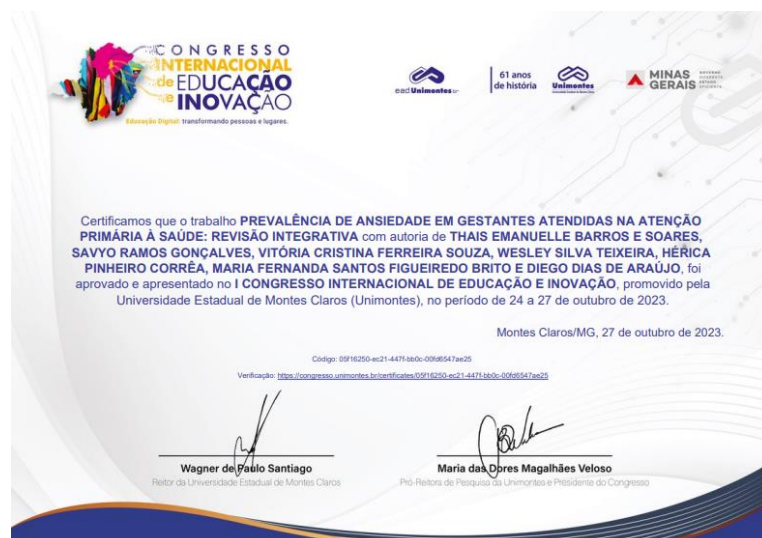 CONGRESSO
INTERNACIONAL
de EDUCAÇÃO
e INOVAÇÃO
Educação Digital: transformando pessoas e lugares.
ead Unimontes
61 anos
de história
Unimontes
MINAS
GERAIS
Certificamos que o trabalho PREVALÊNCIA DE ANSIEDADE EM GESTANTES ATENDIDAS NA ATENÇÃO
PRIMÁRIA À SAÚDE: REVISÃO INTEGRATIVA com autoria de THAIS EMANUELLE BARROS E SOARES,
SAVYO RAMOS GONÇALVES, VITÓRIA CRISTINA FERREIRA SOUZA, WESLEY SILVA TEIXEIRA, HÉRICA
PINHEIRO CORRÊA, MARIA FERNANDA SANTOS FIGUEIREDO BRITO E DIEGO DIAS DE ARAÚJO, foi
aprovado e apresentado no I CONGRESSO INTERNACIONAL DE EDUCAÇÃO E INOVAÇÃO, promovido pela
Universidade Estadual de Montes Claros (Unimontes), no período de 24 a 27 de outubro de 2023.
Montes Claros/MG, 27 de outubro de 2023.
Código: 05f16250-ec21-447f-bb0c-00fd6547ae25
Verificação: https://congresso.unimontes.br/certificates/05f16250-ec21-447f-bb0c-00fd6547ae25
Wagner de Paulo Santiago
Reitor da Universidade Estadual de Montes Claros
Maria das Dores Magalhães Veloso
Pró-Reitora de Pesquisa da Unimontes e Presidente do Congresso